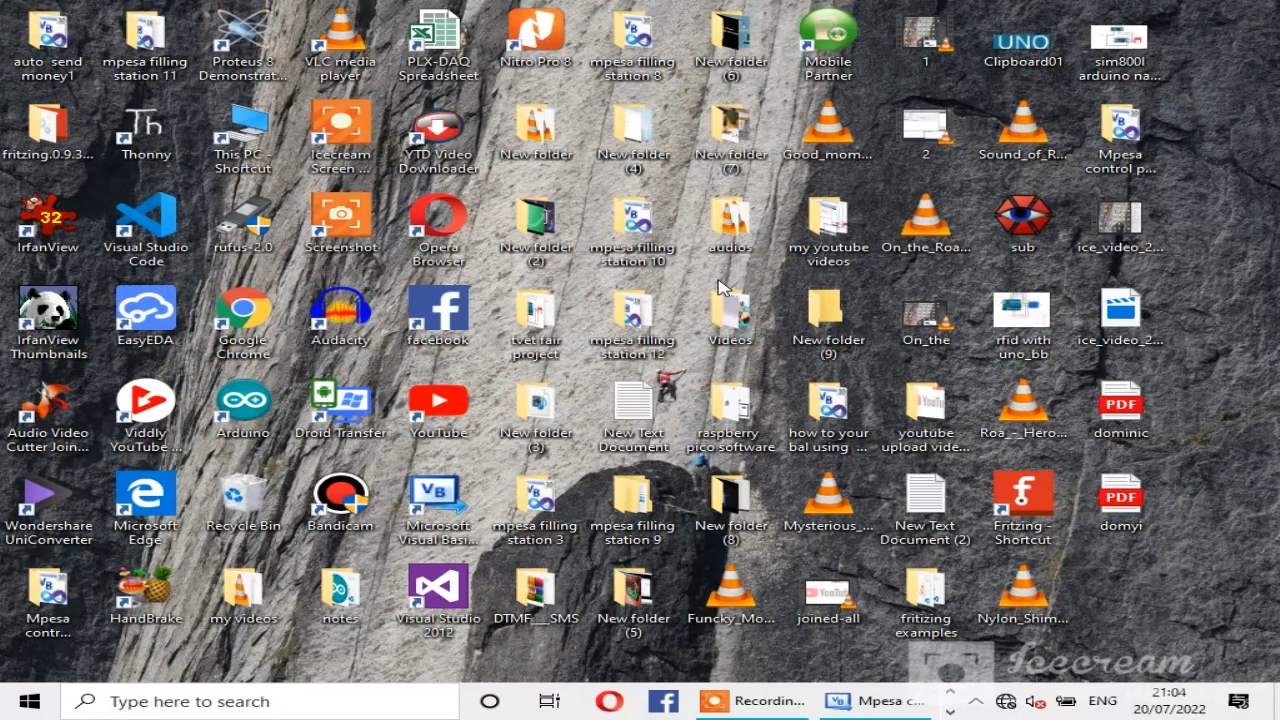 auto send
money1
mpesa filling
station 11
Proteus 8
Demonstrat...
VLC media
player
PLX-DAQ
Spreadsheet
Nitro Pro 8
mpesa filling
station 8
New folder
(6)
Mobile
Partner
1
UNO
Clipboard01
sim800l
arduino na...
fritzing.0.9.3...
Th
Thonny
This PC -
Shortcut
Icecream
Screen ...
YTD Video
Downloader
New folder
New folder
(4)
New folder
(7)
Good_mom...
2
Sound_of_R...
Mpesa
control p...
32
IrfanView
Visual Studio
Code
rufus-2.0
Screenshot
Opera
Browser
New folder
(2)
mpesa filling
station 10
audios
my youtube
videos
On_the_Roa...
sub
ice_video_2...
IrfanView
Thumbnails
EasyEDA
Google
Chrome
Audacity
facebook
tvet fair
project
mpesa filling
station 12
Videos
New folder
(9)
On_the
rfid with
uno_bb
ice_video_2...
Audio Video
Cutter Join...
Viddly
YouTube ...
Arduino
Droid Transfer
YouTube
New folder
(3)
New Text
Document
raspberry
pico software
how to your
bal using ...
youtube
upload vide...
Roa_-_Hero...
PDF
dominic
Wondershare
UniConverter
Microsoft
Edge
Recycle Bin
Bandicam
VB
Microsoft
Visual Basi...
mpesa filling
station 3
mpesa filling
station 9
New folder
(8)
Mysterious_...
New Text
Document (2)
Fritzing -
Shortcut
PDF
domyi
Mpesa
contr...
HandBrake
my videos
notes
Visual Studio
2012
DTMF___SMS
New folder
(5)
Funcky_Mo...
YouTube
joined-all
fritizing
examples
Nylon_Shim...
Icecream
Type here to search
Recordin...
Mpesa c...
ENG
21:04
20/07/2022